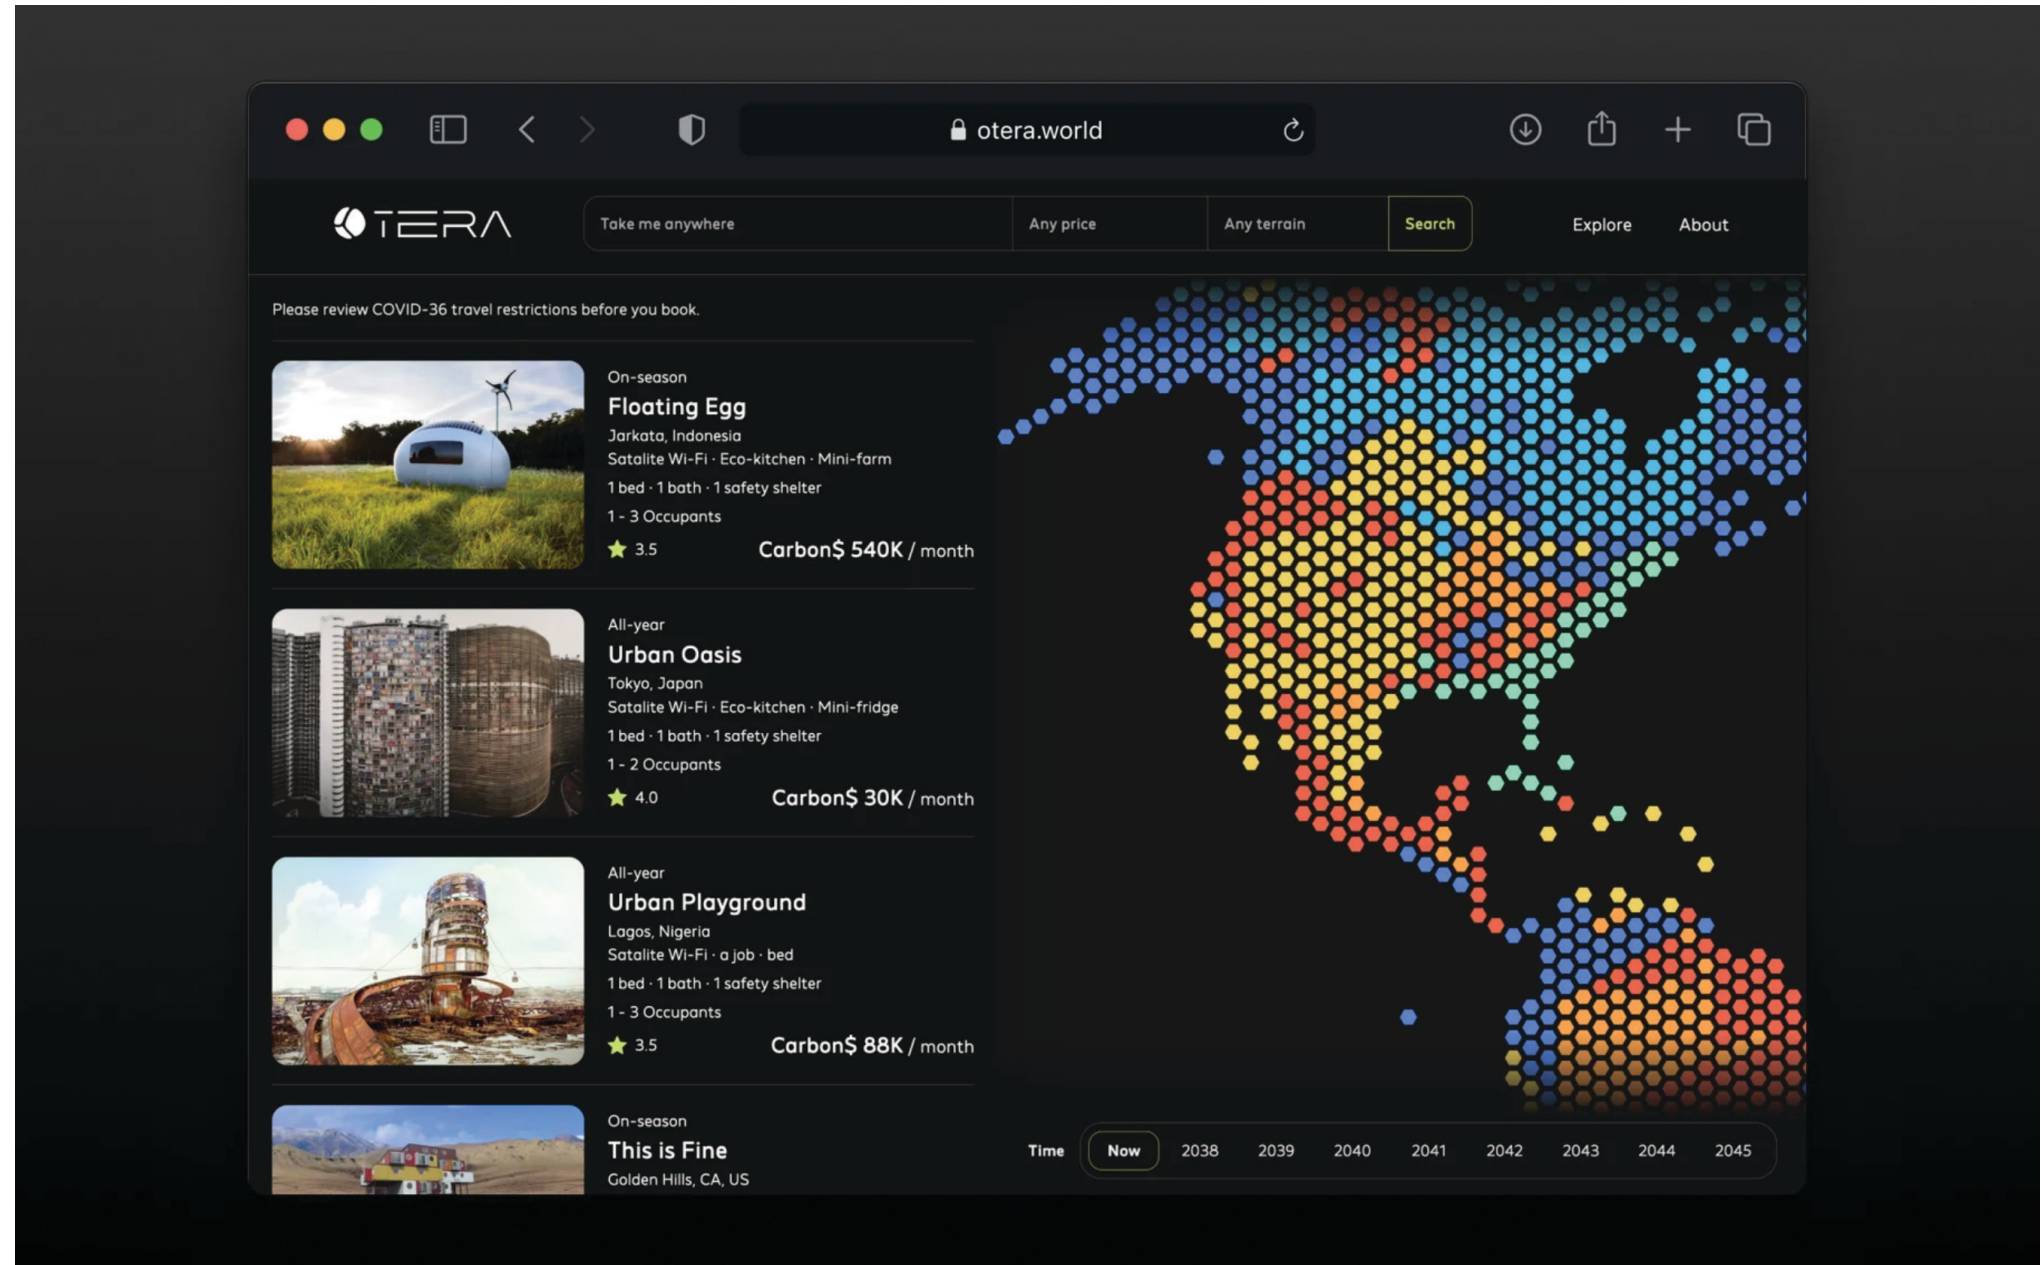 otera.world
TERA
Take me anywhere
Any price
Any terrain
Search
Explore
About
Please review COVID-36 travel restrictions before you book.
On-season
Floating Egg
Jarkata, Indonesia
Satalite Wi-Fi · Eco-kitchen · Mini-farm
1 bed · 1 bath · 1 safety shelter
1 - 3 Occupants
3.5
Carbon$ 540K / month
All-year
Urban Oasis
Tokyo, Japan
Satalite Wi-Fi · Eco-kitchen · Mini-fridge
1 bed · 1 bath · 1 safety shelter
1 - 2 Occupants
4.0
Carbon$ 30K / month
All-year
Urban Playground
Lagos, Nigeria
Satalite Wi-Fi · a job · bed
1 bed · 1 bath · 1 safety shelter
1 - 3 Occupants
3.5
Carbon$ 88K / month
On-season
This is Fine
Golden Hills, CA, US
Time
Now
2038
2039
2040
2041
2042
2043
2044
2045